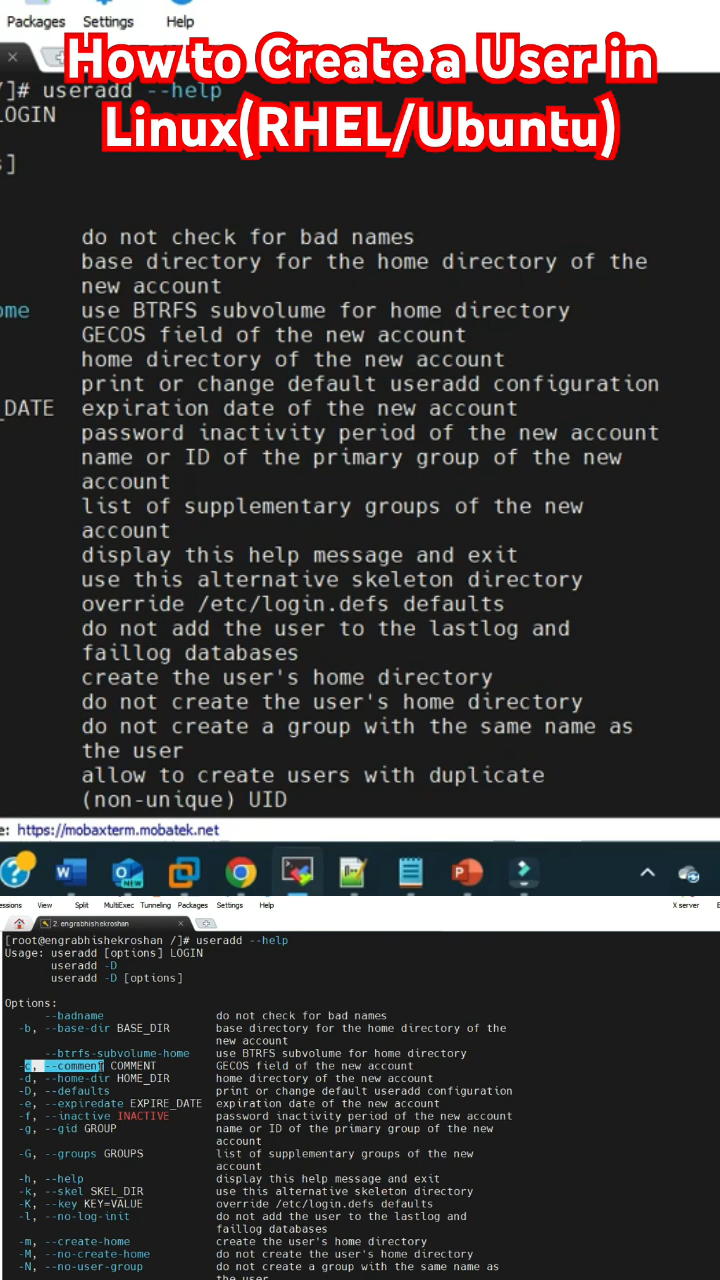 Packages Settings Help
How to Create a User in
Linux(RHEL/Ubuntu)
/]# useradd --help
LOGIN
s]
do not check for bad names
base directory for the home directory of the
new account
ome use BTRFS subvolume for home directory
GECOS field of the new account
home directory of the new account
print or change default useradd configuration
_DATE expiration date of the new account
password inactivity period of the new account
name or ID of the primary group of the new
account
list of supplementary groups of the new
account
display this help message and exit
use this alternative skeleton directory
override /etc/login.defs defaults
do not add the user to the lastlog and
faillog databases
create the user's home directory
do not create the user's home directory
do not create a group with the same name as
the user
allow to create users with duplicate
(non-unique) UID
e: https://mobaxterm.mobatek.net
NEW
essions View Split MultiExec Tunneling Packages Settings Help X server E
2. engrabhishekroshan
[root@engrabhishekroshan /]# useradd --help
Usage: useradd [options] LOGIN
useradd -D
useradd -D [options]
Options:
--badname do not check for bad names
-b, --base-dir BASE_DIR base directory for the home directory of the
new account
--btrfs-subvolume-home use BTRFS subvolume for home directory
-c, --comment COMMENT GECOS field of the new account
-d, --home-dir HOME_DIR home directory of the new account
-D, --defaults print or change default useradd configuration
-e, --expiredate EXPIRE_DATE expiration date of the new account
-f, --inactive INACTIVE password inactivity period of the new account
-g, --gid GROUP name or ID of the primary group of the new
account
-G, --groups GROUPS list of supplementary groups of the new
account
-h, --help display this help message and exit
-k, --skel SKEL_DIR use this alternative skeleton directory
-K, --key KEY=VALUE override /etc/login.defs defaults
-l, --no-log-init do not add the user to the lastlog and
faillog databases
-m, --create-home create the user's home directory
-M, --no-create-home do not create the user's home directory
-N, --no-user-group do not create a group with the same name as
the user